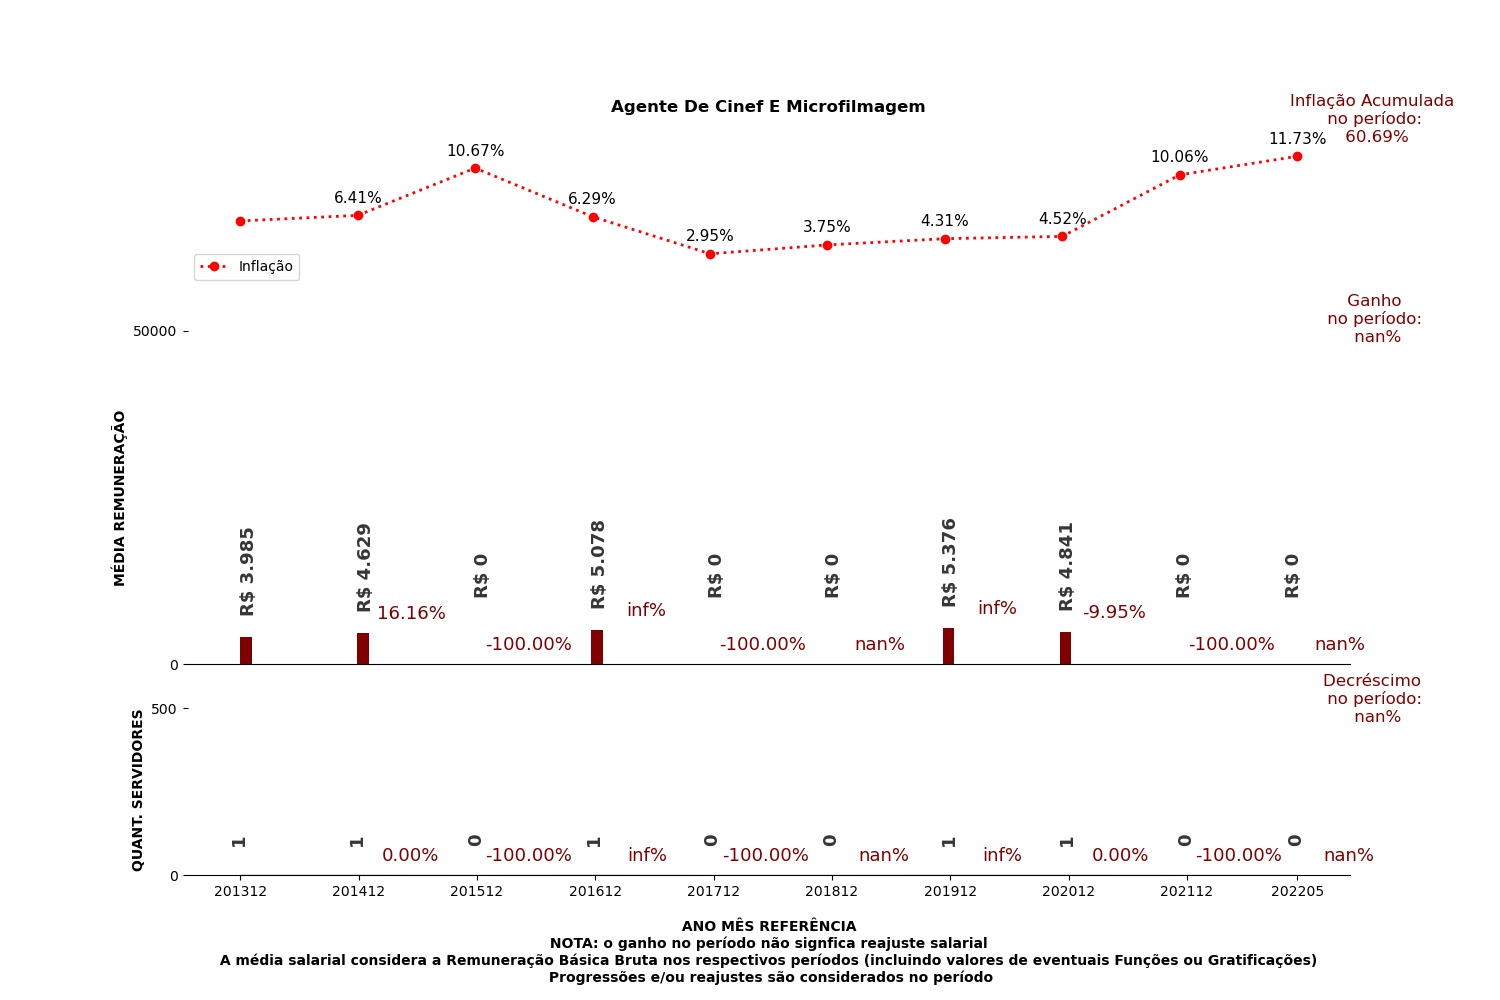 Agente De Cinef E Microfilmagem
Inflação Acumulada
no período:
60.69%
6.41%
10.67%
6.29%
2.95%
3.75%
4.31%
4.52%
10.06%
11.73%
Inflação
Ganho
no período:
nan%
50000
0
MÉDIA REMUNERAÇÃO
R$ 3.985
R$ 4.629
R$ 0
R$ 5.078
R$ 0
R$ 0
R$ 5.376
R$ 4.841
R$ 0
R$ 0
16.16%
-100.00%
inf%
-100.00%
nan%
inf%
-9.95%
-100.00%
nan%
Decréscimo
no período:
nan%
500
0
QUANT. SERVIDORES
1
1
0
1
0
0
1
1
0
0
0.00%
-100.00%
inf%
-100.00%
nan%
inf%
0.00%
-100.00%
nan%
201312
201412
201512
201612
201712
201812
201912
202012
202112
202205
ANO MÊS REFERÊNCIA
NOTA: o ganho no período não signfica reajuste salarial
A média salarial considera a Remuneração Básica Bruta nos respectivos períodos (incluindo valores de eventuais Funções ou Gratificações)
Progressões e/ou reajustes são considerados no período